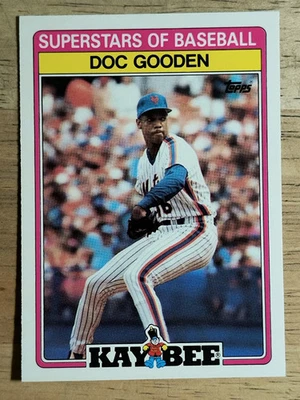 SUPERSTARS OF BASEBALL
DOC GOODEN
Topps
KAY BEE®